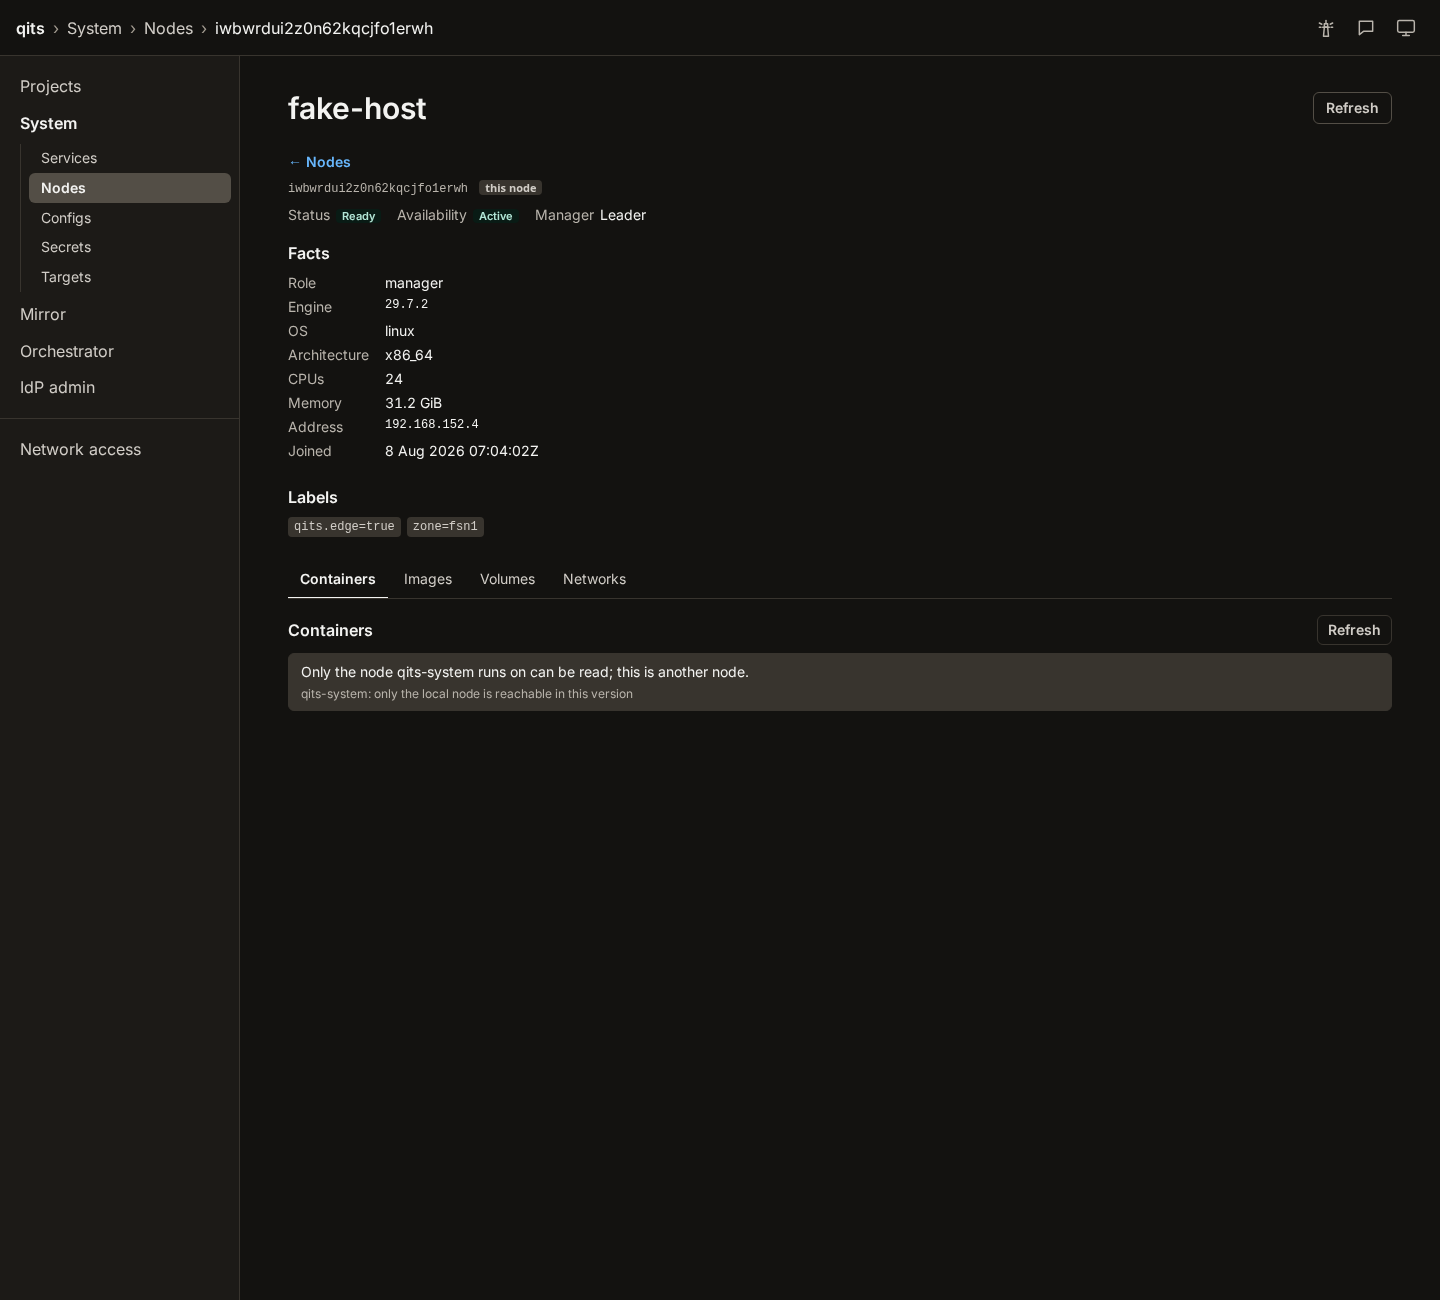 qits › System › Nodes › iwbwrdui2z0n62kqcjfo1erwh
Projects
System
Services
Nodes
Configs
Secrets
Targets
Mirror
Orchestrator
IdP admin
Network access
fake-host
Refresh
← Nodes
iwbwrdui2z0n62kqcjfo1erwh this node
Status Ready Availability Active Manager Leader
Facts
Role manager
Engine 29.7.2
OS linux
Architecture x86_64
CPUs 24
Memory 31.2 GiB
Address 192.168.152.4
Joined 8 Aug 2026 07:04:02Z
Labels
qits.edge=true zone=fsn1
Containers Images Volumes Networks
Containers
Refresh
Only the node qits-system runs on can be read; this is another node.
qits-system: only the local node is reachable in this version